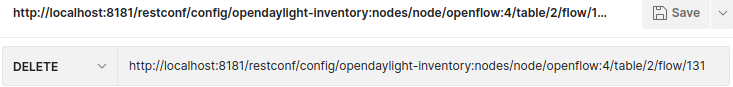 http://localhost:8181/restconf/config/opendaylight-inventory:nodes/node/openflow:4/table/2/flow/1... Save
DELETE http://localhost:8181/restconf/config/opendaylight-inventory:nodes/node/openflow:4/table/2/flow/131